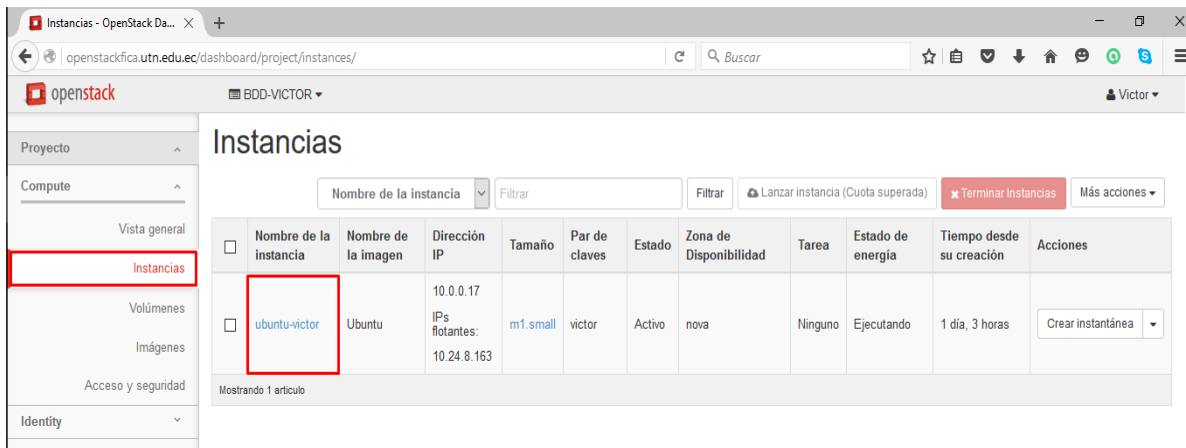 Instancias - OpenStack Da...
openstackfica.utn.edu.ec/dashboard/project/instances/
Buscar
openstack
BDD-VICTOR
Victor
Proyecto
Compute
Vista general
Instancias
Volúmenes
Imágenes
Acceso y seguridad
Identity
Instancias
Nombre de la instancia
Filtrar
Filtrar
Lanzar instancia (Cuota superada)
Terminar Instancias
Más acciones
Nombre de la instancia
Nombre de la imagen
Dirección IP
Tamaño
Par de claves
Estado
Zona de Disponibilidad
Tarea
Estado de energía
Tiempo desde su creación
Acciones
ubuntu-victor
Ubuntu
10.0.0.17
IPs flotantes:
10.24.8.163
m1.small
victor
Activo
nova
Ninguno
Ejecutando
1 día, 3 horas
Crear instantánea
Mostrando 1 articulo